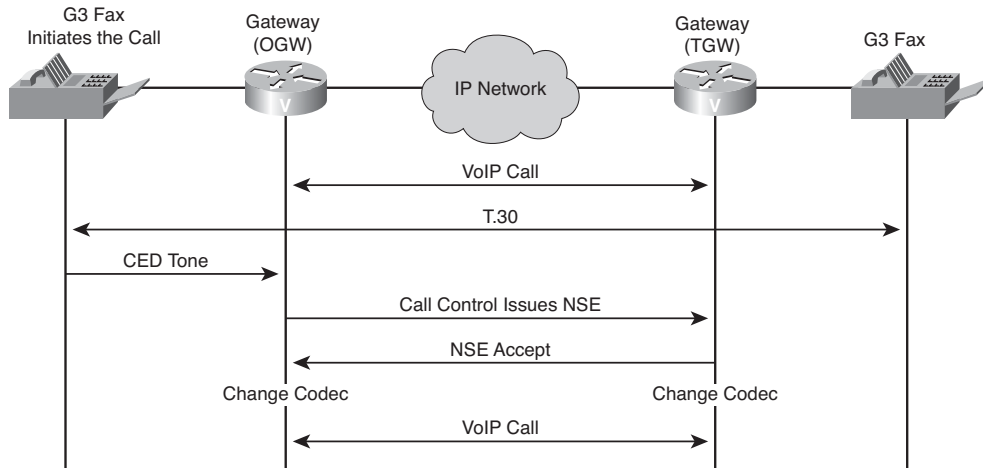 G3 Fax
Initiates the Call
Gateway
(OGW)
IP Network
Gateway
(TGW)
G3 Fax
V
V
VoIP Call
T.30
CED Tone
Call Control Issues NSE
NSE Accept
Change Codec
Change Codec
VoIP Call